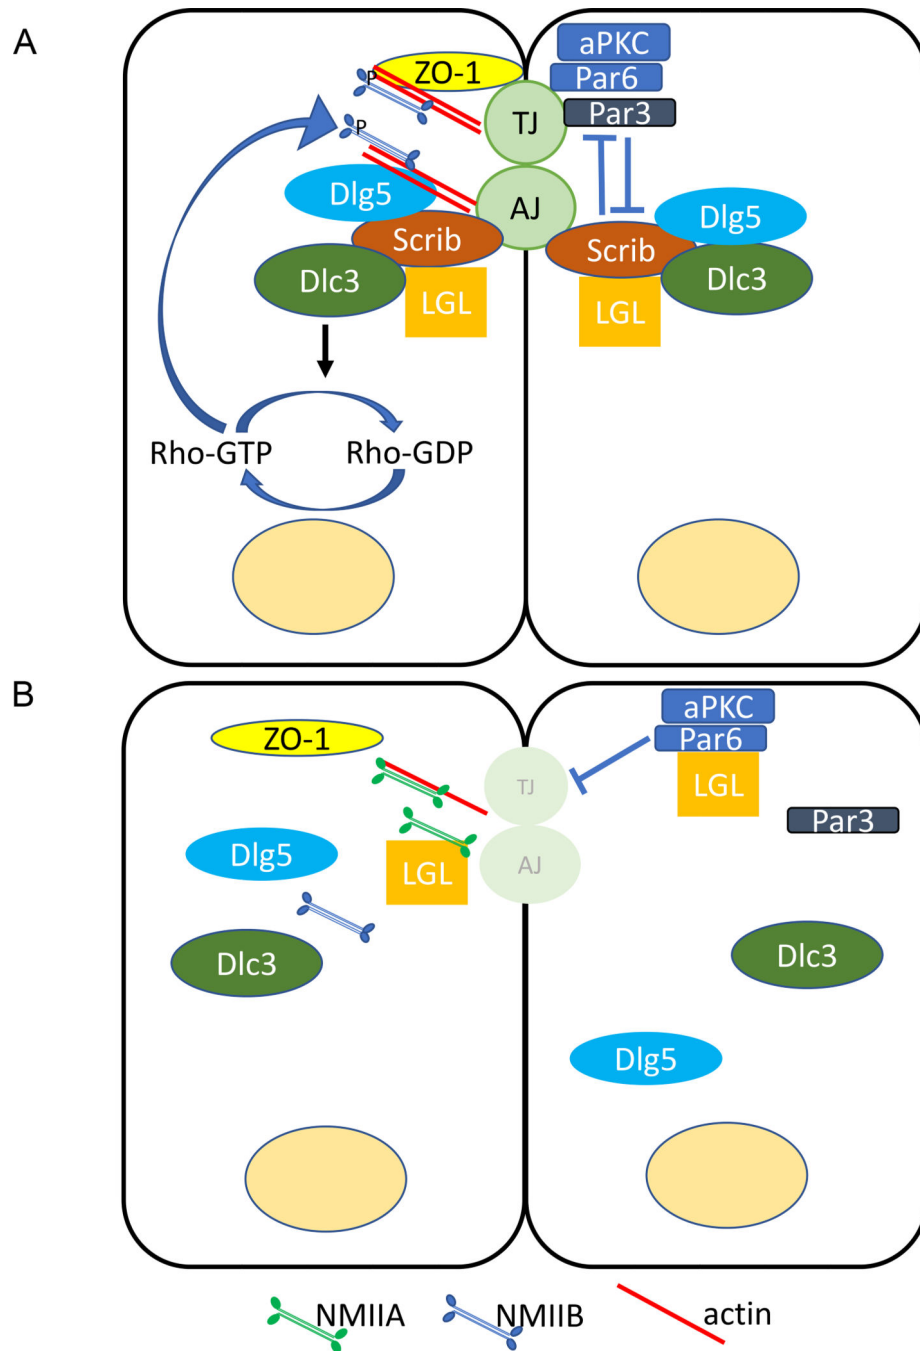 A
aPKC
ZO-1
Par6
P
Par3
TJ
P
Dlg5
AJ
Dlg5
Scrib
Scrib
Dlc3
Dlc3
LGL
LGL
Rho-GTP
Rho-GDP
B
aPKC
ZO-1
Par6
TJ
LGL
Par3
Dlg5
AJ
LGL
Dlc3
Dlc3
Dlg5
NMIIA
NMIIB
actin